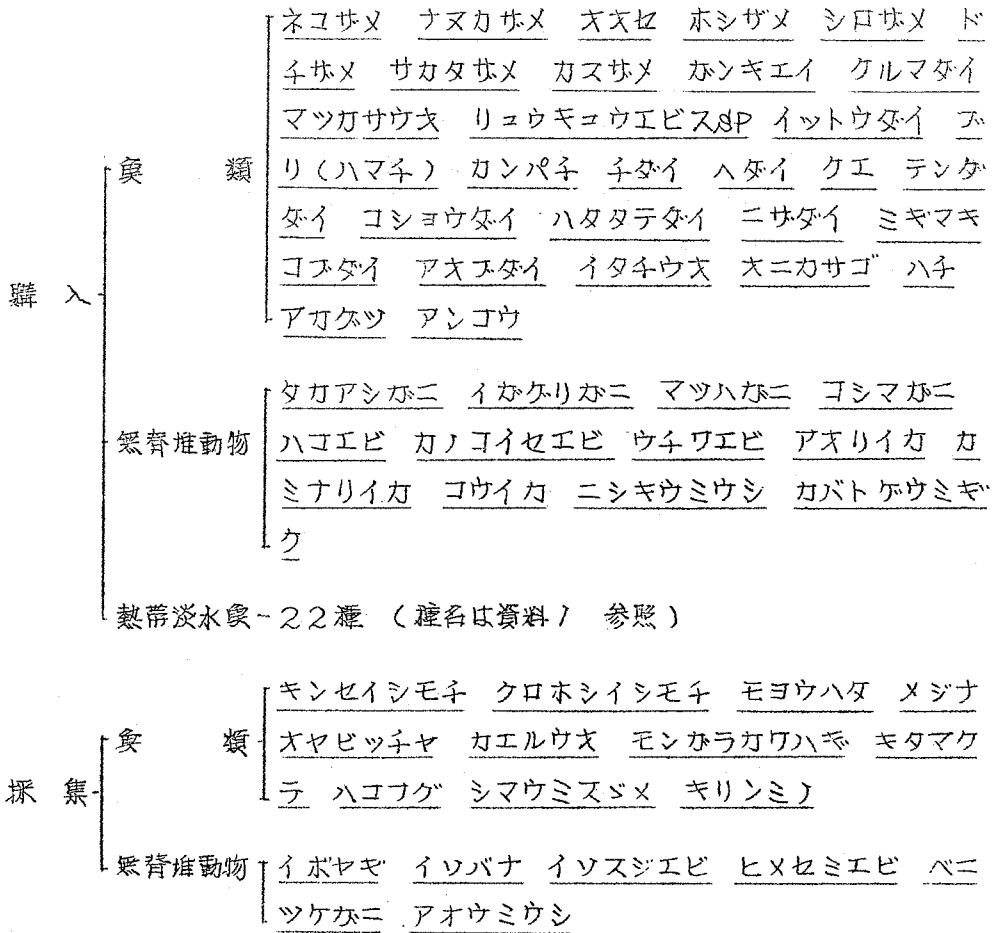 ネコザメ ナヌカザメ オオセ ホシザメ シロザメ ド
チザメ サカタザメ カスザメ ガンギエイ クルマダイ
マツカサウオ リュウキュウエビスSP イットウダイ ブ
購入 魚類 リ(ハマチ) カンパチ チダイ ヘダイ クエ テンジク
ダイ コショウダイ ハタタテダイ ニザダイ ミギマキ
コブダイ アオブダイ イタチウオ オニカサゴ ハチ
アカグツ アンコウ
タカアシガニ イガグリガニ マツバガニ コシマガニ
無脊椎動物 ハコエビ カノコイセエビ ウチワエビ アオリイカ カ
ミナリイカ コウイカ ニシキウミウシ カバトゲウミギ
ク
熱帯淡水魚-22種 (種名は資料1 参照)
キンセイシモチ クロホシイシモチ モヨウハタ メジナ
採集 魚類 オヤビッチャ カエルウオ モンガラカワハギ キタマク
ラ ハコフグ シマウミスズメ キリンミノ
無脊椎動物 イボヤギ イソバナ イソスジエビ ヒメセミエビ ベニ
ツケガニ アオウミウシ